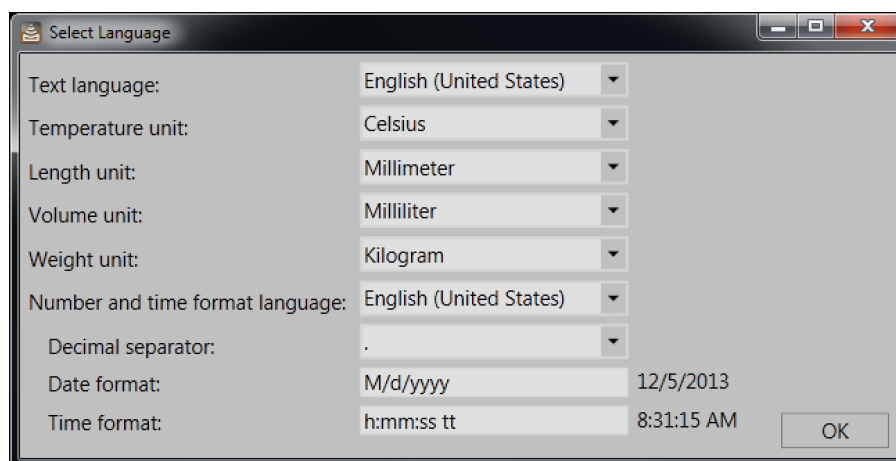 Select Language
Text language: English (United States)
Temperature unit: Celsius
Length unit: Millimeter
Volume unit: Milliliter
Weight unit: Kilogram
Number and time format language: English (United States)
Decimal separator: .
Date format: M/d/yyyy 12/5/2013
Time format: h:mm:ss tt 8:31:15 AM
OK